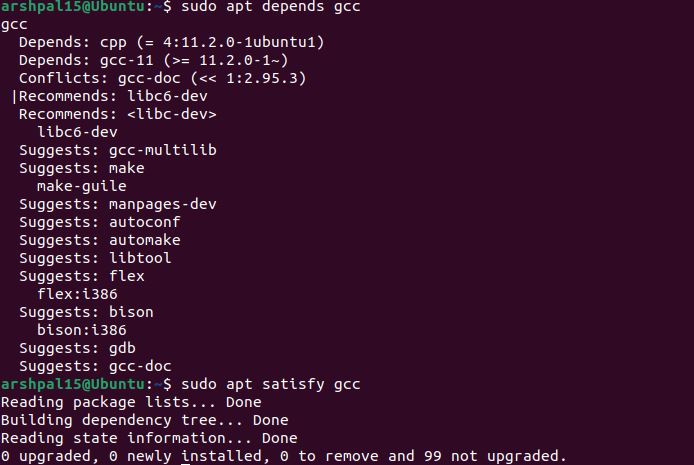 arshpal15@Ubuntu:~$ sudo apt depends gcc
gcc
  Depends: cpp (= 4:11.2.0-1ubuntu1)
  Depends: gcc-11 (>= 11.2.0-1~)
  Conflicts: gcc-doc (<< 1:2.95.3)
 |Recommends: libc6-dev
  Recommends: <libc-dev>
    libc6-dev
  Suggests: gcc-multilib
  Suggests: make
    make-guile
  Suggests: manpages-dev
  Suggests: autoconf
  Suggests: automake
  Suggests: libtool
  Suggests: flex
    flex:i386
  Suggests: bison
    bison:i386
  Suggests: gdb
  Suggests: gcc-doc
arshpal15@Ubuntu:~$ sudo apt satisfy gcc
Reading package lists... Done
Building dependency tree... Done
Reading state information... Done
0 upgraded, 0 newly installed, 0 to remove and 99 not upgraded.